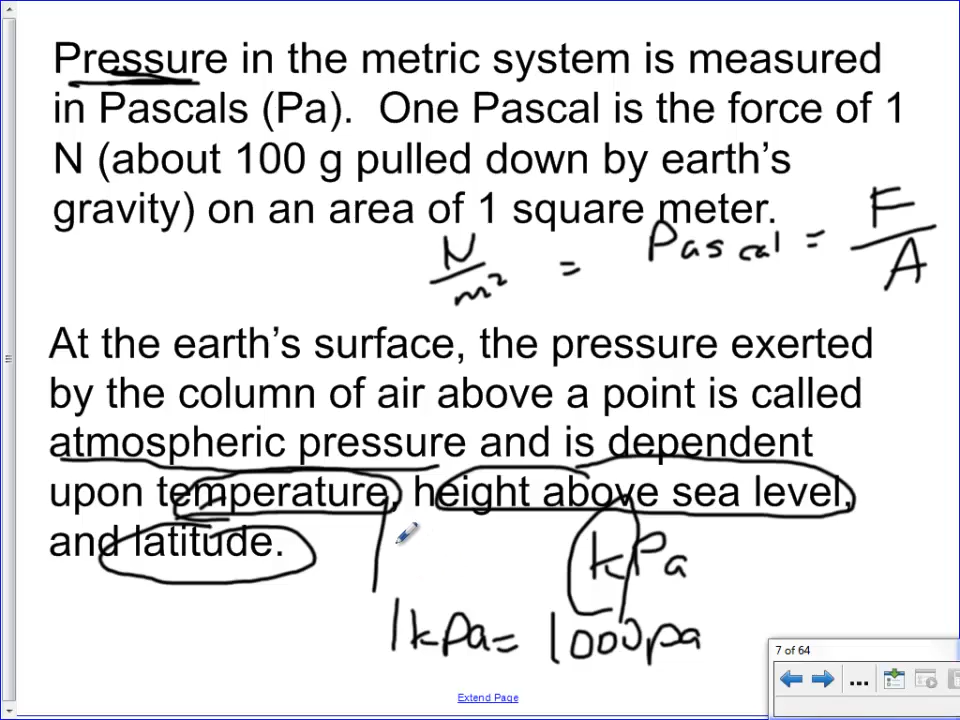 Pressure in the metric system is measured
in Pascals (Pa). One Pascal is the force of 1
N (about 100 g pulled down by earth's
gravity) on an area of 1 square meter.
N/m² = Pascal = F/A
At the earth's surface, the pressure exerted
by the column of air above a point is called
atmospheric pressure and is dependent
upon temperature, height above sea level,
and latitude.
kPa
1kPa = 1000pa
7 of 64
...
Extend Page